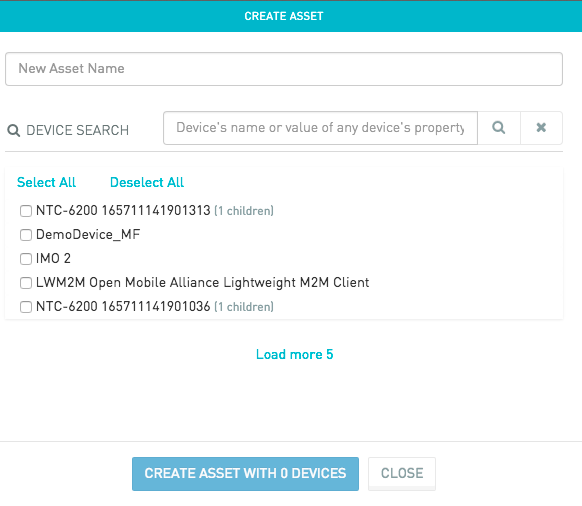 CREATE ASSET
New Asset Name
DEVICE SEARCH
Device's name or value of any device's property
Select All Deselect All
NTC-6200 165711141901313 (1 children)
DemoDevice_MF
IMO 2
LWM2M Open Mobile Alliance Lightweight M2M Client
NTC-6200 165711141901036 (1 children)
Load more 5
CREATE ASSET WITH 0 DEVICES CLOSE